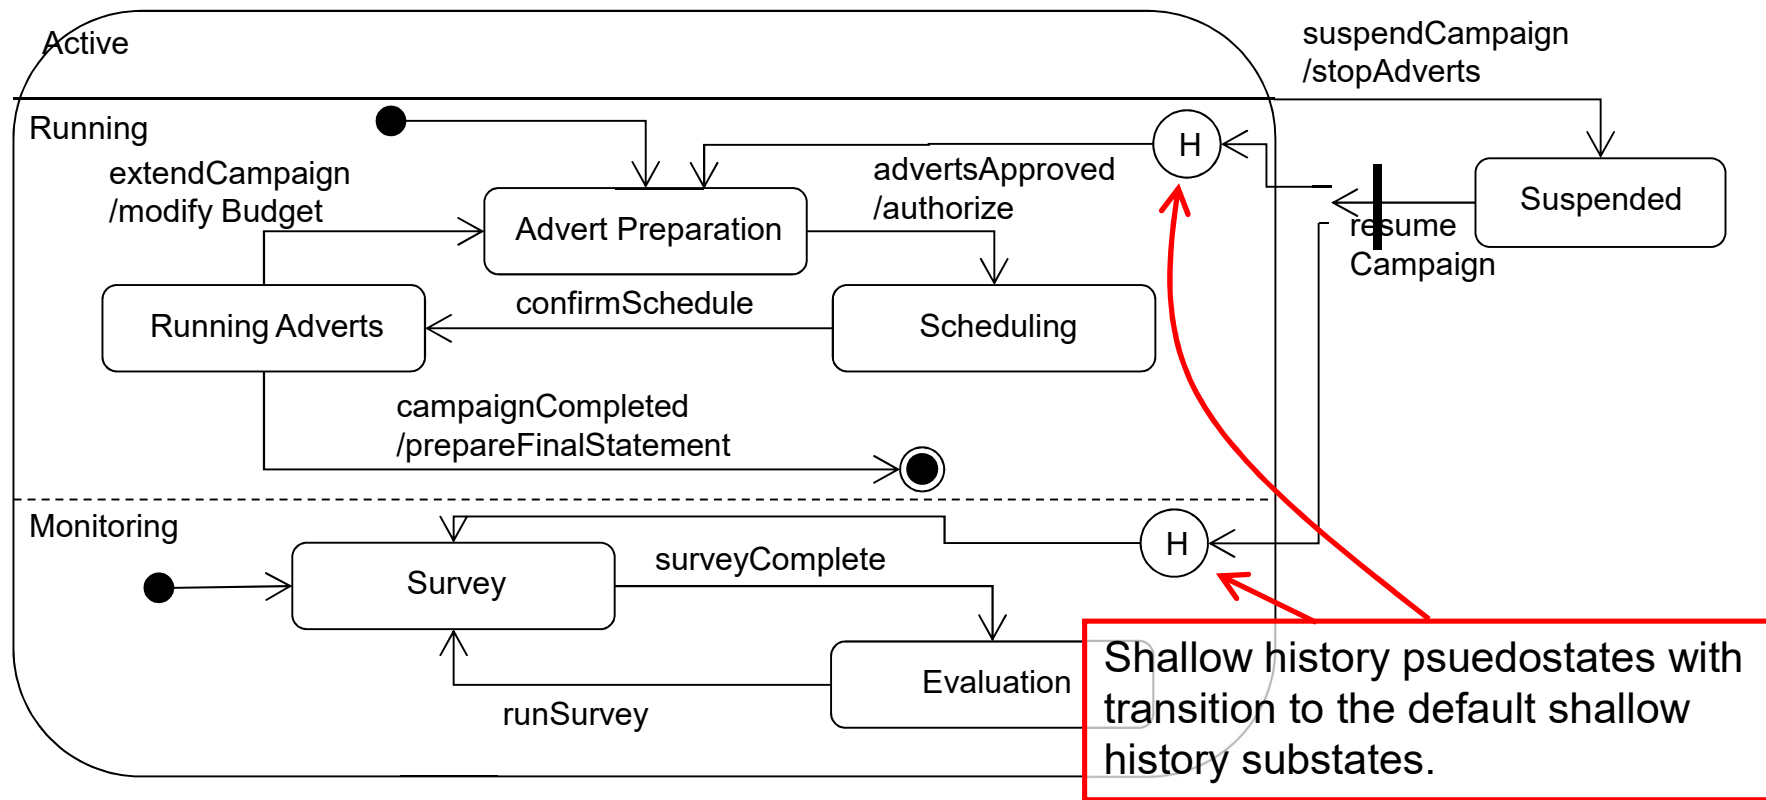 Active
suspendCampaign
/stopAdverts
Running
extendCampaign
/modify Budget
H
advertsApproved
/authorize
Advert Preparation
Suspended
resume
Campaign
confirmSchedule
Running Adverts
Scheduling
campaignCompleted
/prepareFinalStatement
Monitoring
H
surveyComplete
Survey
Evaluation
runSurvey
Shallow history psuedostates with
transition to the default shallow
history substates.